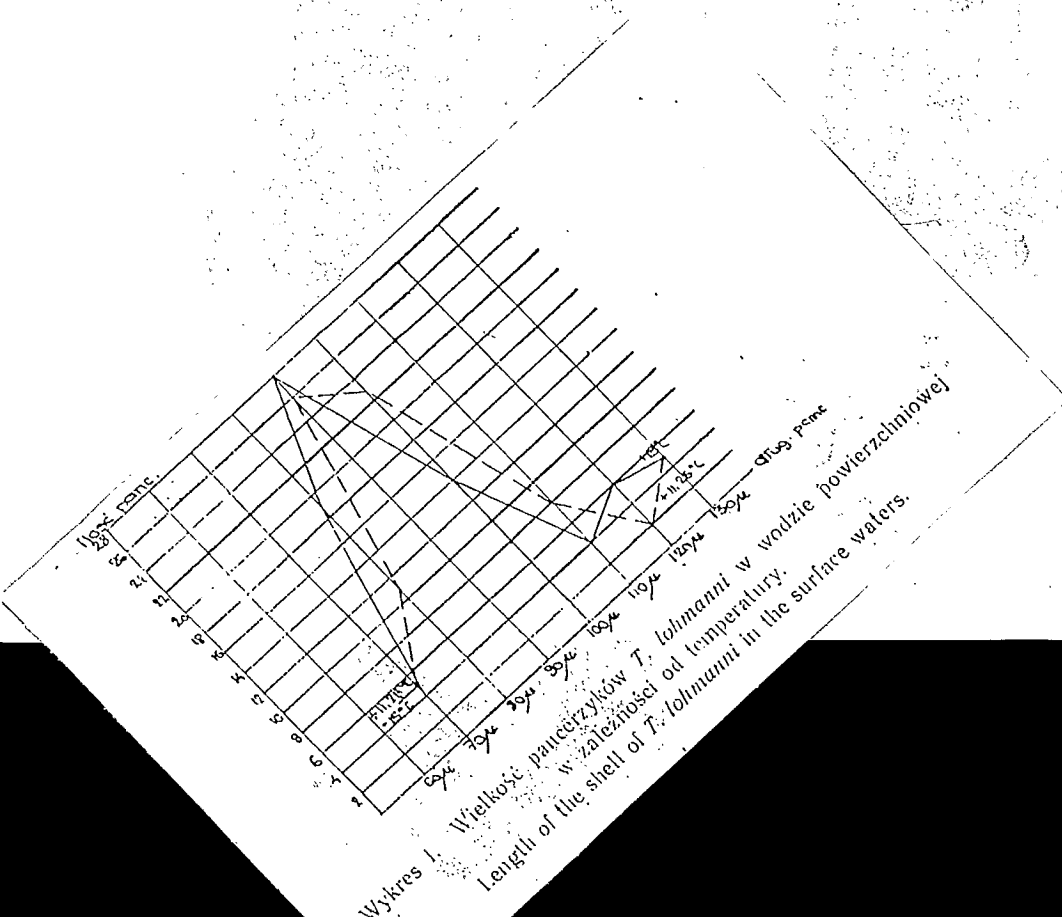 Ilość panc.
28
26
24
22
20
18
16
14
12
10
8
6
4
2
60µ
70µ
80µ
90µ
100µ
110µ
120µ
130µ
dług. panc
+11.25°C
Wykres 1. Wielkość pancerzyków T. lohmanni w wodzie powierzchniowej
w zależności od temperatury.
Length of the shell of T. lohmanni in the surface waters.